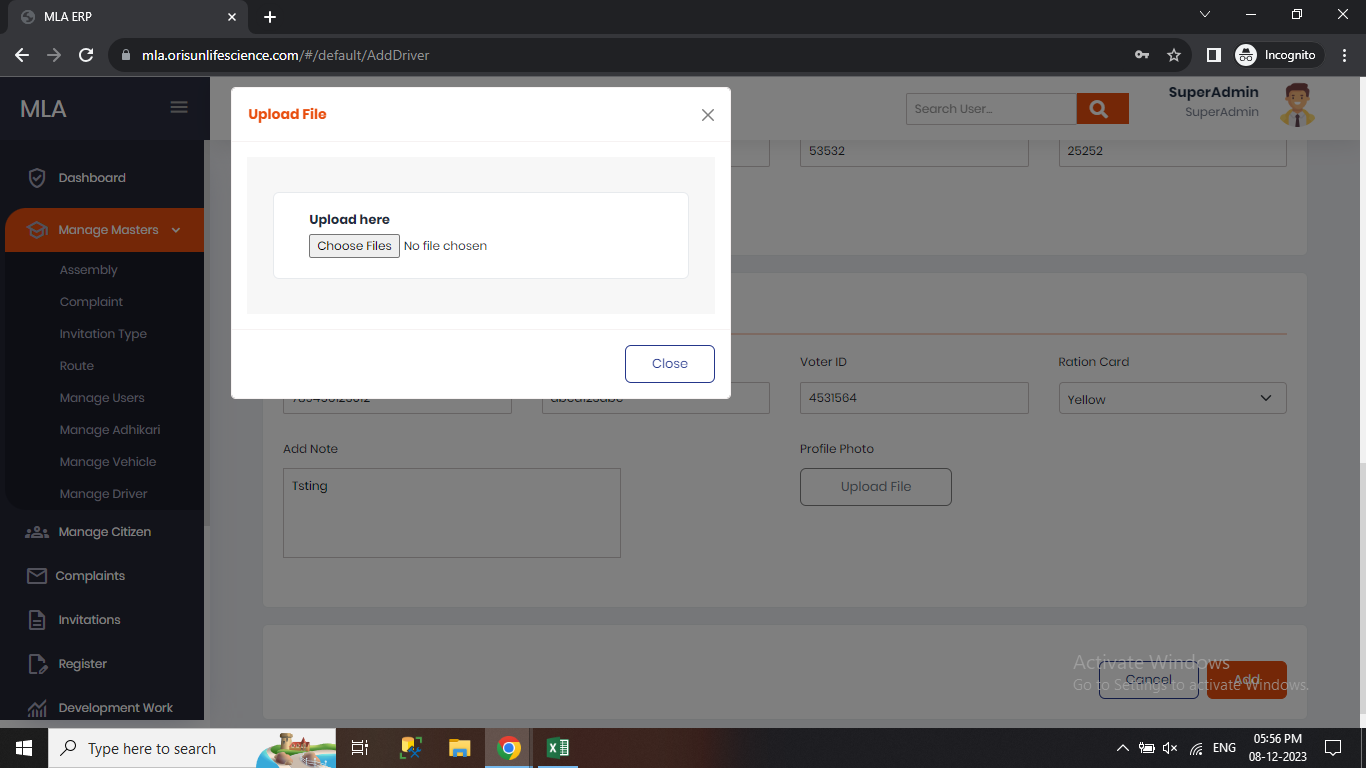 MLA ERP
mla.orisunlifescience.com/#/default/AddDriver
Incognito
MLA
Upload File
Search User...
SuperAdmin
SuperAdmin
53532
25252
Dashboard
Manage Masters
Assembly
Complaint
Invitation Type
Route
Manage Users
Manage Adhikari
Manage Vehicle
Manage Driver
Manage Citizen
Complaints
Invitations
Register
Development Work
Upload here
Choose Files No file chosen
Close
Voter ID
Ration Card
4531564
Yellow
Add Note
Profile Photo
Tsting
Upload File
Cancel
Add
Activate Windows
Go to Settings to activate Windows.
Type here to search
ENG
05:56 PM
08-12-2023